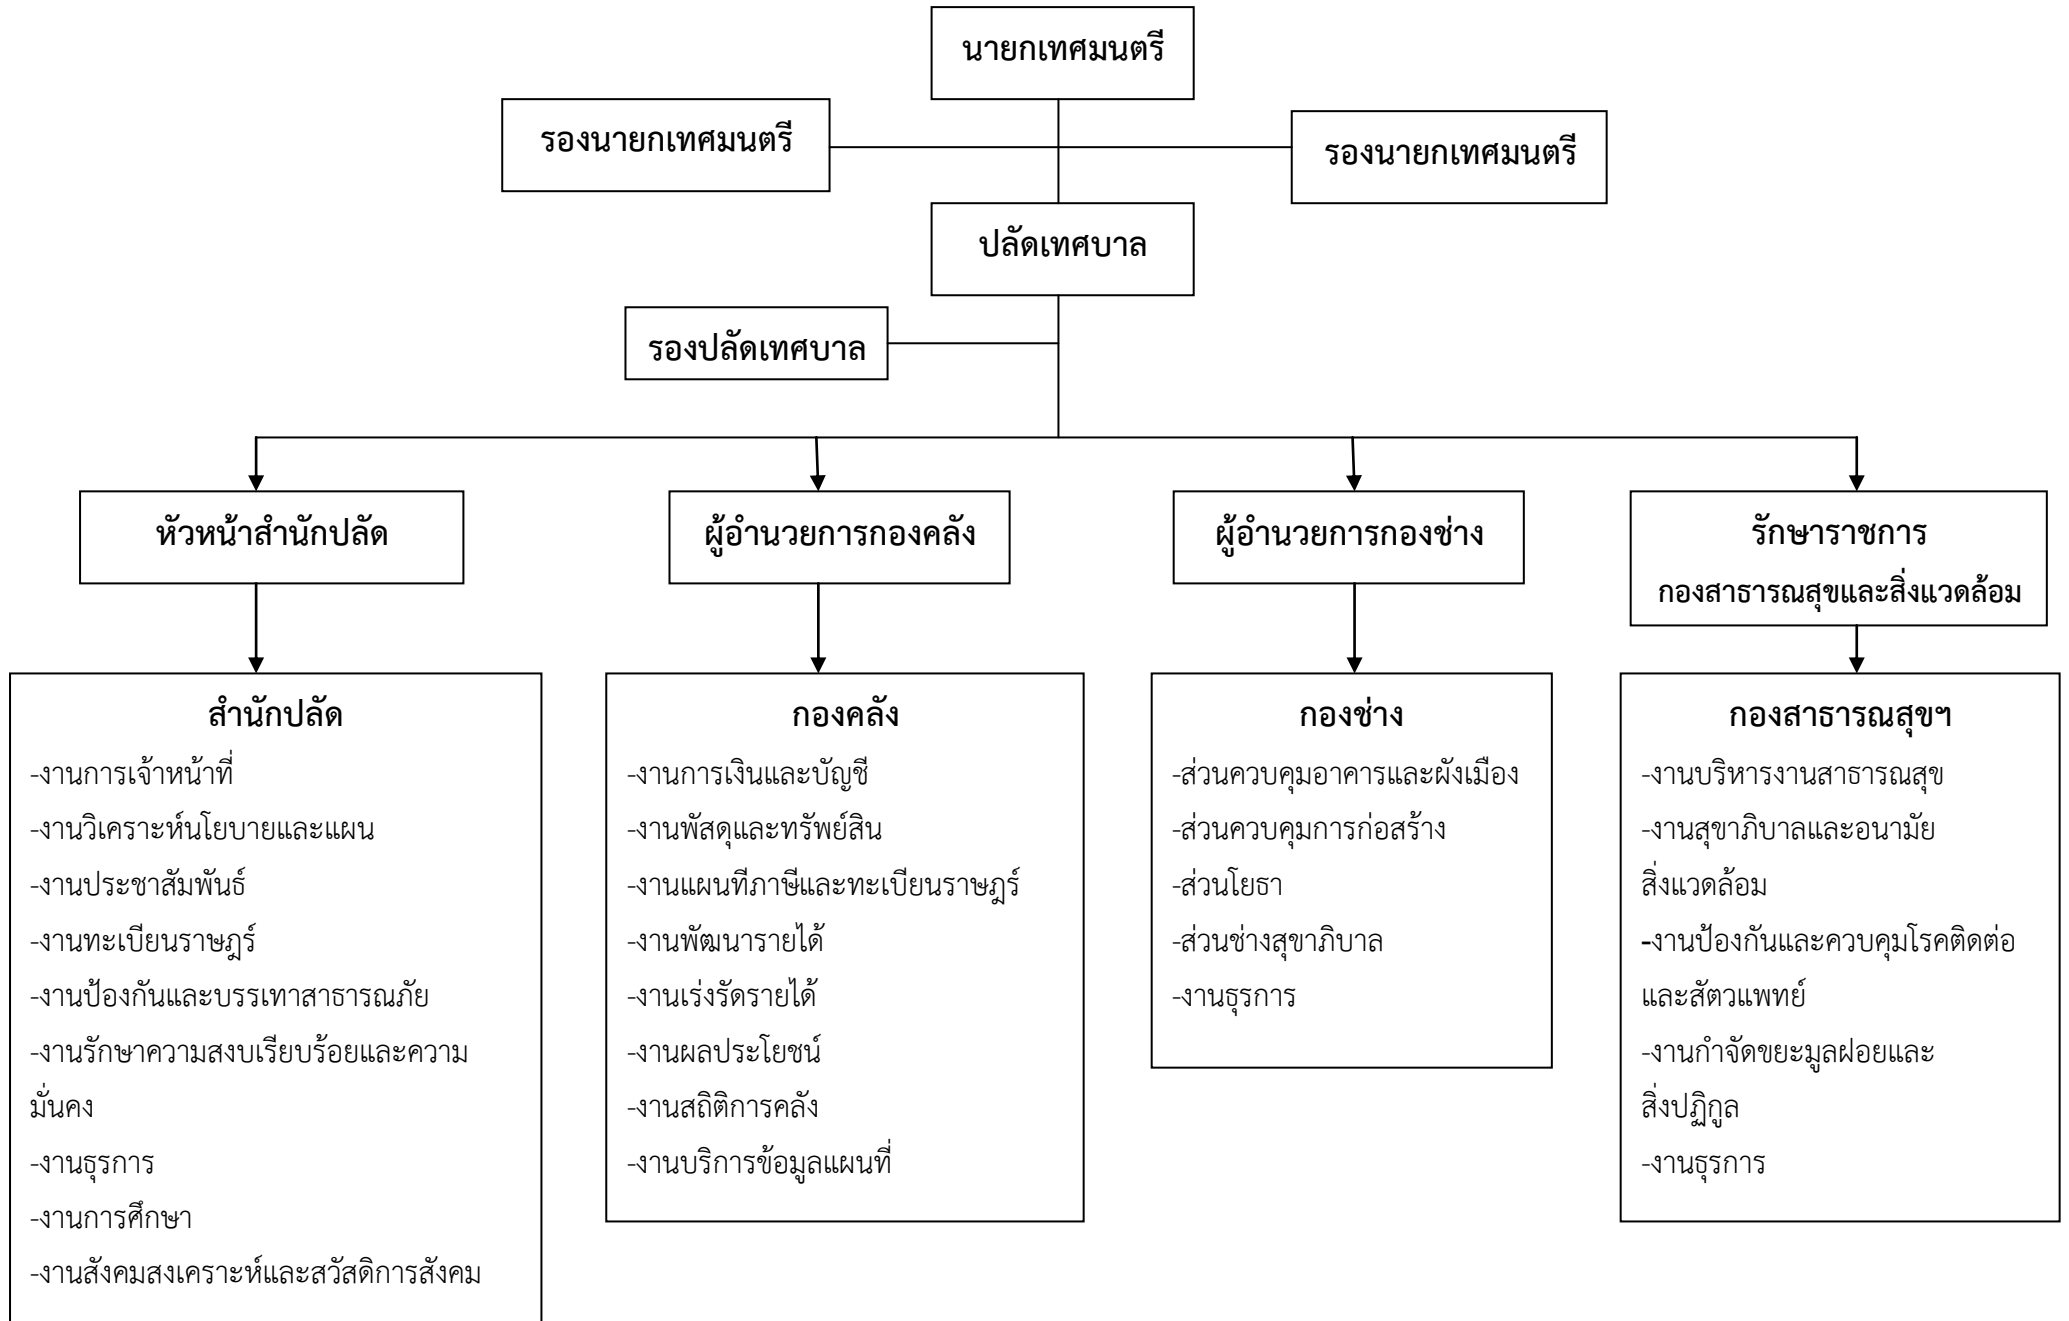 นายกเทศมนตรี
รองนายกเทศมนตรี
รองนายกเทศมนตรี
ปลัดเทศบาล
รองปลัดเทศบาล
หัวหน้าสำนักปลัด
ผู้อำนวยการกองคลัง
ผู้อำนวยการกองช่าง
รักษาราชการ
กองสาธารณสุขและสิ่งแวดล้อม
สำนักปลัด
-งานการเจ้าหน้าที่
-งานวิเคราะห์นโยบายและแผน
-งานประชาสัมพันธ์
-งานทะเบียนราษฎร์
-งานป้องกันและบรรเทาสาธารณภัย
-งานรักษาความสงบเรียบร้อยและความ
มั่นคง
-งานธุรการ
-งานการศึกษา
-งานสังคมสงเคราะห์และสวัสดิการสังคม
กองคลัง
-งานการเงินและบัญชี
-งานพัสดุและทรัพย์สิน
-งานแผนทีภาษีและทะเบียนราษฎร์
-งานพัฒนารายได้
-งานเร่งรัดรายได้
-งานผลประโยชน์
-งานสถิติการคลัง
-งานบริการข้อมูลแผนที่
กองช่าง
-ส่วนควบคุมอาคารและผังเมือง
-ส่วนควบคุมการก่อสร้าง
-ส่วนโยธา
-ส่วนช่างสุขาภิบาล
-งานธุรการ
กองสาธารณสุขฯ
-งานบริหารงานสาธารณสุข
-งานสุขาภิบาลและอนามัย
สิ่งแวดล้อม
-งานป้องกันและควบคุมโรคติดต่อ
และสัตวแพทย์
-งานกำจัดขยะมูลฝอยและ
สิ่งปฏิกูล
-งานธุรการ